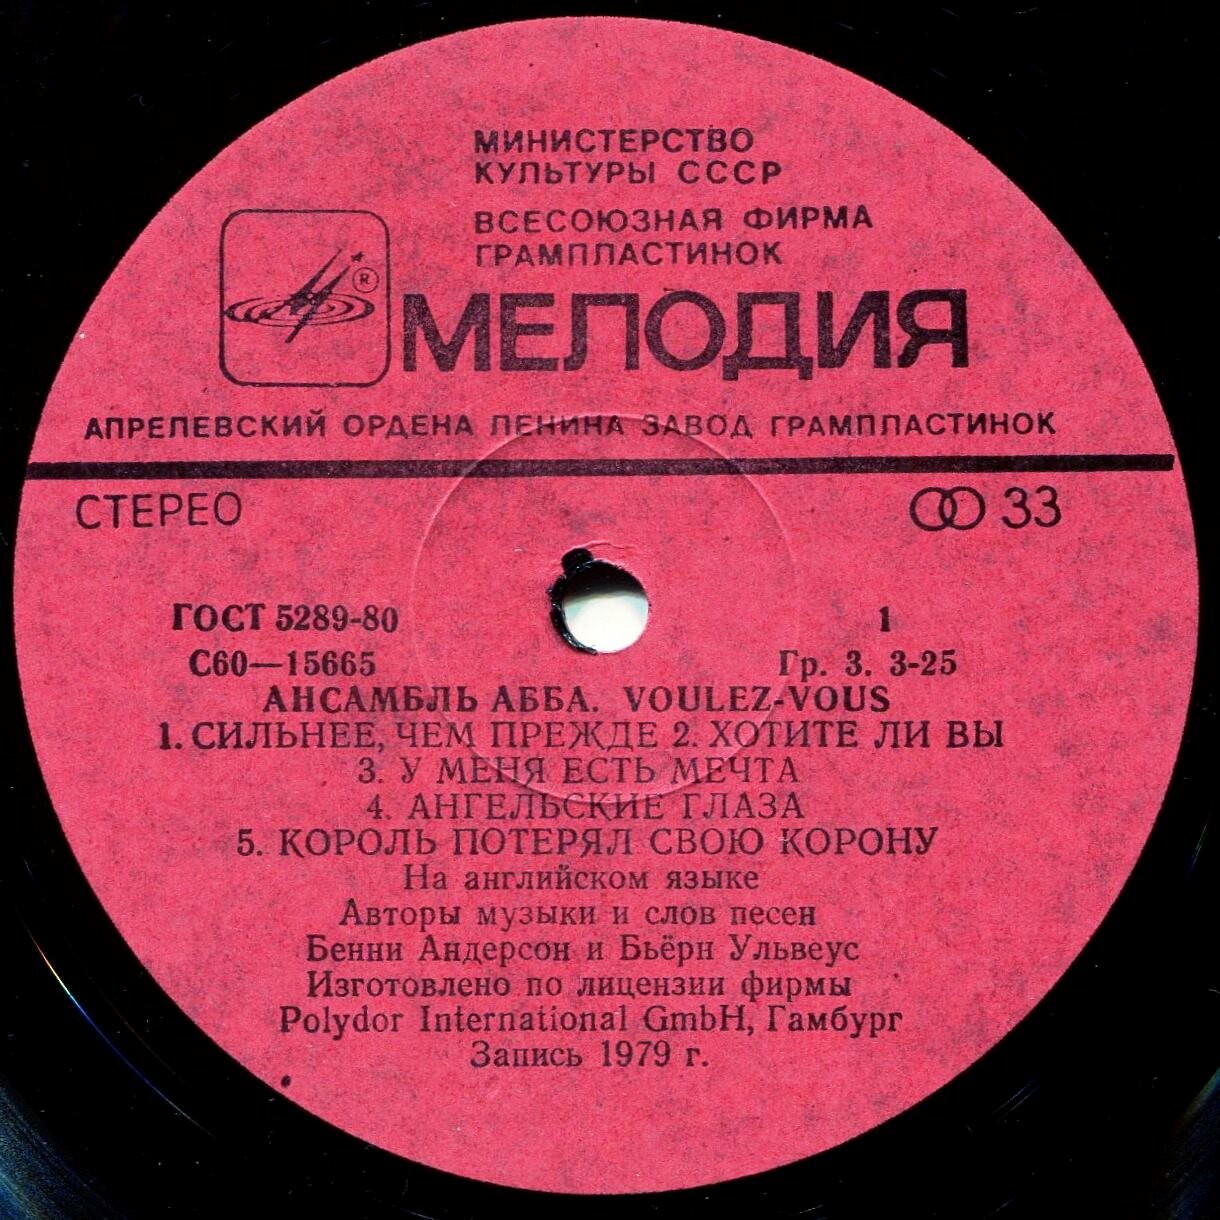 МИНИСТЕРСТВО
КУЛЬТУРЫ СССР
ВСЕСОЮЗНАЯ ФИРМА
ГРАМПЛАСТИНОК
® МЕЛОДИЯ
АПРЕЛЕВСКИЙ ОРДЕНА ЛЕНИНА ЗАВОД ГРАМПЛАСТИНОК
СТЕРЕО 33
ГОСТ 5289-80 1
С60—15665 Гр. 3. 3-25
АНСАМБЛЬ АББА. VOULEZ-VOUS
1. СИЛЬНЕЕ, ЧЕМ ПРЕЖДЕ 2. ХОТИТЕ ЛИ ВЫ
3. У МЕНЯ ЕСТЬ МЕЧТА
4. АНГЕЛЬСКИЕ ГЛАЗА
5. КОРОЛЬ ПОТЕРЯЛ СВОЮ КОРОНУ
На английском языке
Авторы музыки и слов песен
Бенни Андерсон и Бьёрн Ульвеус
Изготовлено по лицензии фирмы
Polydor International GmbH, Гамбург
Запись 1979 г.